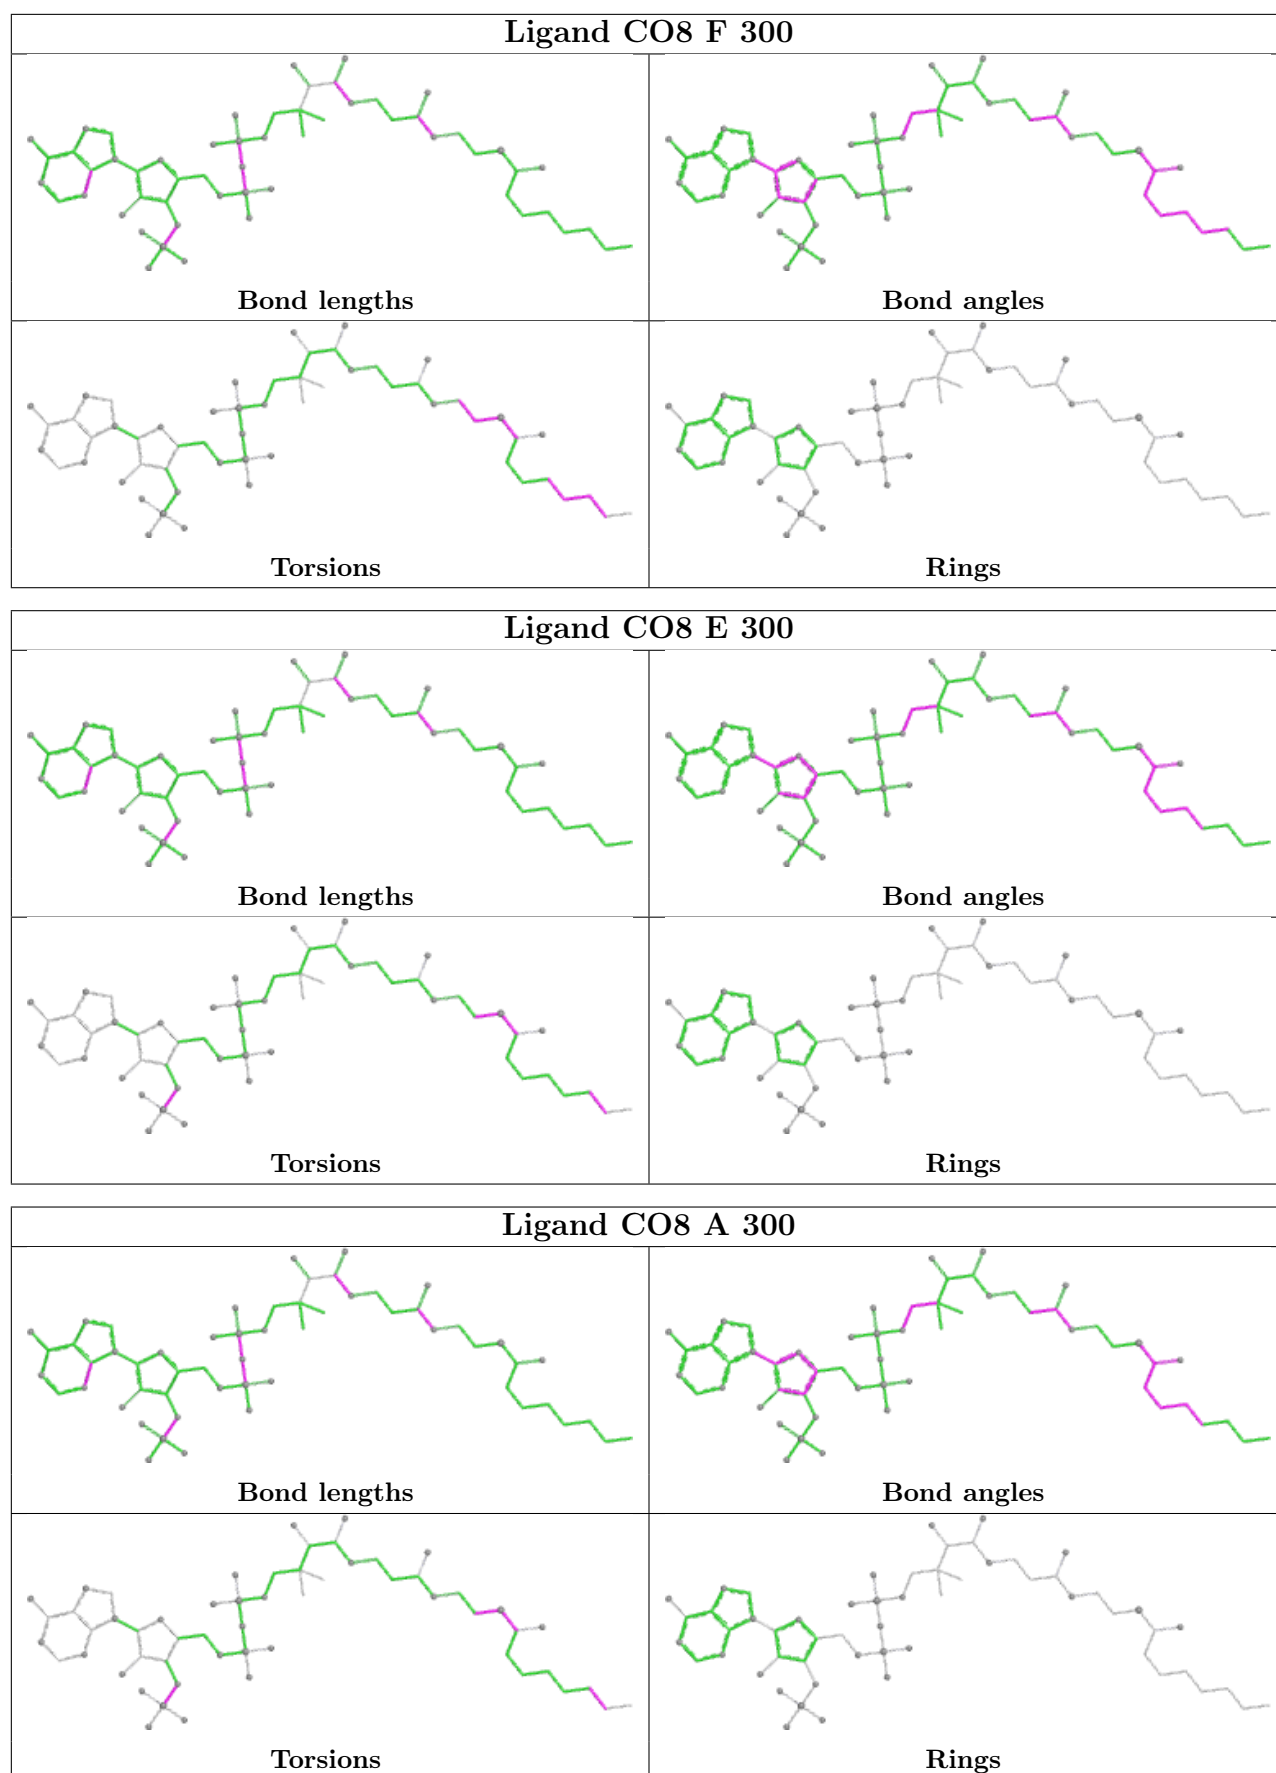 Ligand CO8 F 300
Bond lengths
Bond angles
Torsions
Rings
Ligand CO8 E 300
Bond lengths
Bond angles
Torsions
Rings
Ligand CO8 A 300
Bond lengths
Bond angles
Torsions
Rings